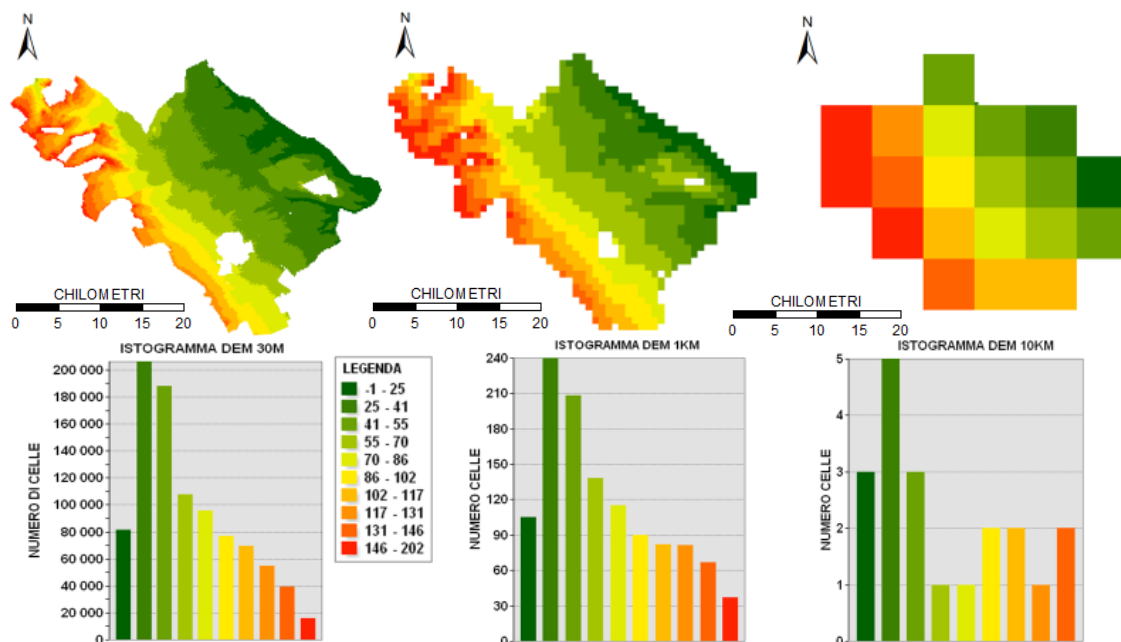 N
N
N
CHILOMETRI
0 5 10 15 20
CHILOMETRI
0 5 10 15 20
CHILOMETRI
0 5 10 15 20
ISTOGRAMMA DEM 30M
NUMERO DI CELLE
200 000
180 000
160 000
140 000
120 000
100 000
80 000
60 000
40 000
20 000
0
LEGENDA
-1 - 25
25 - 41
41 - 55
55 - 70
70 - 86
86 - 102
102 - 117
117 - 131
131 - 146
146 - 202
ISTOGRAMMA DEM 1KM
NUMERO CELLE
240
210
180
150
120
90
60
30
0
ISTOGRAMMA DEM 10KM
NUMERO CELLE
5
4
3
2
1
0